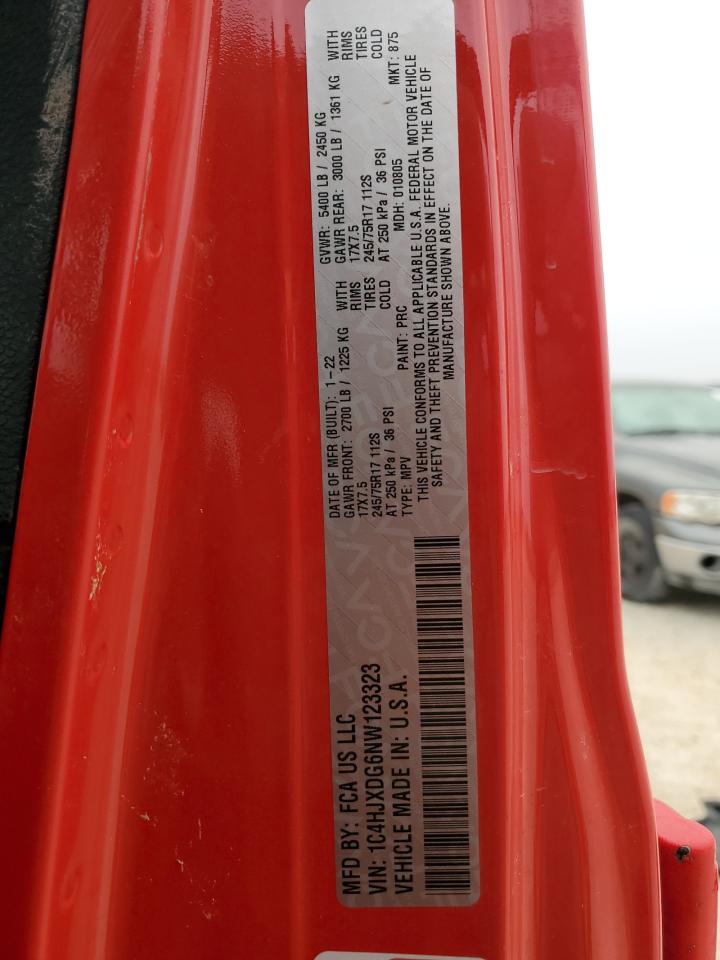 MFD BY: FCA US LLC
VIN: 1C4HJXDG6NW123323
VEHICLE MADE IN: U.S.A.
DATE OF MFR (BUILT): 1-22
GAWR FRONT: 2700 LB / 1225 KG WITH
17X7.5 RIMS
245/75R17 112S TIRES
AT 250 kPa / 36 PSI COLD
GVWR: 5400 LB / 2450 KG
GAWR REAR: 3000 LB / 1361 KG WITH
17X7.5 RIMS
245/75R17 112S TIRES
AT 250 kPa / 36 PSI COLD
TYPE: MPV PAINT: PRC MDH: 010805 MKT: 875
THIS VEHICLE CONFORMS TO ALL APPLICABLE U.S.A. FEDERAL MOTOR VEHICLE
SAFETY AND THEFT PREVENTION STANDARDS IN EFFECT ON THE DATE OF
MANUFACTURE SHOWN ABOVE.